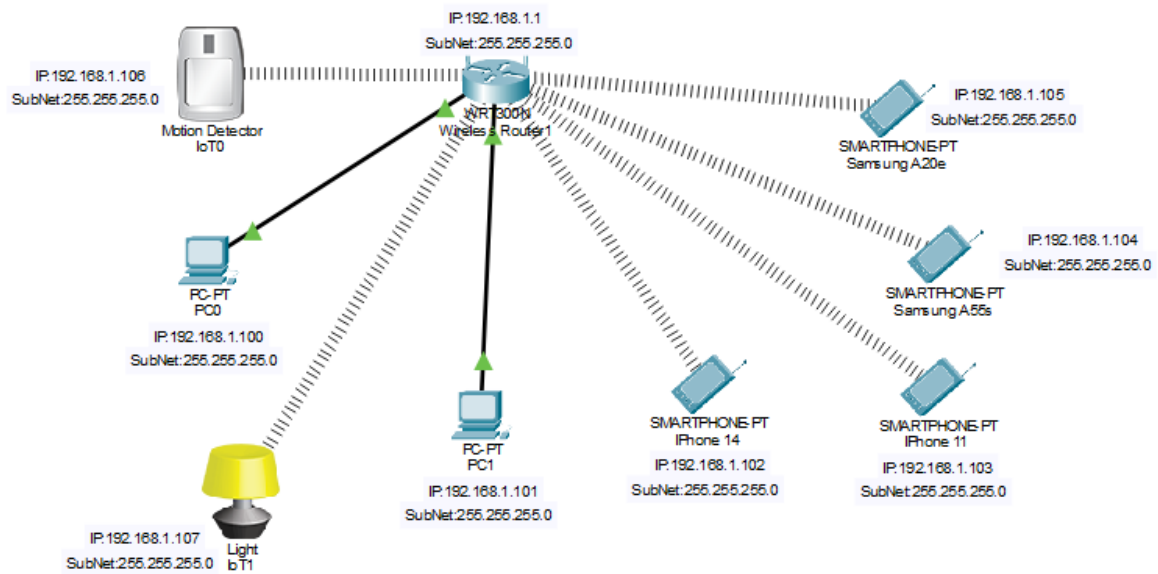 IP:192.168.1.1
SubNet:255.255.255.0
WRT300N
Wireless Router1
IP:192.168.1.106
SubNet:255.255.255.0
Motion Detector
IoT0
IP:192.168.1.105
SubNet:255.255.255.0
SMARTPHONE-PT
Samsung A20e
IP:192.168.1.104
SubNet:255.255.255.0
SMARTPHONE-PT
Samsung A55s
PC-PT
PC0
IP:192.168.1.100
SubNet:255.255.255.0
PC-PT
PC1
IP:192.168.1.101
SubNet:255.255.255.0
SMARTPHONE-PT
IPhone 14
IP:192.168.1.102
SubNet:255.255.255.0
SMARTPHONE-PT
IPhone 11
IP:192.168.1.103
SubNet:255.255.255.0
IP:192.168.1.107
SubNet:255.255.255.0
Light
IoT1